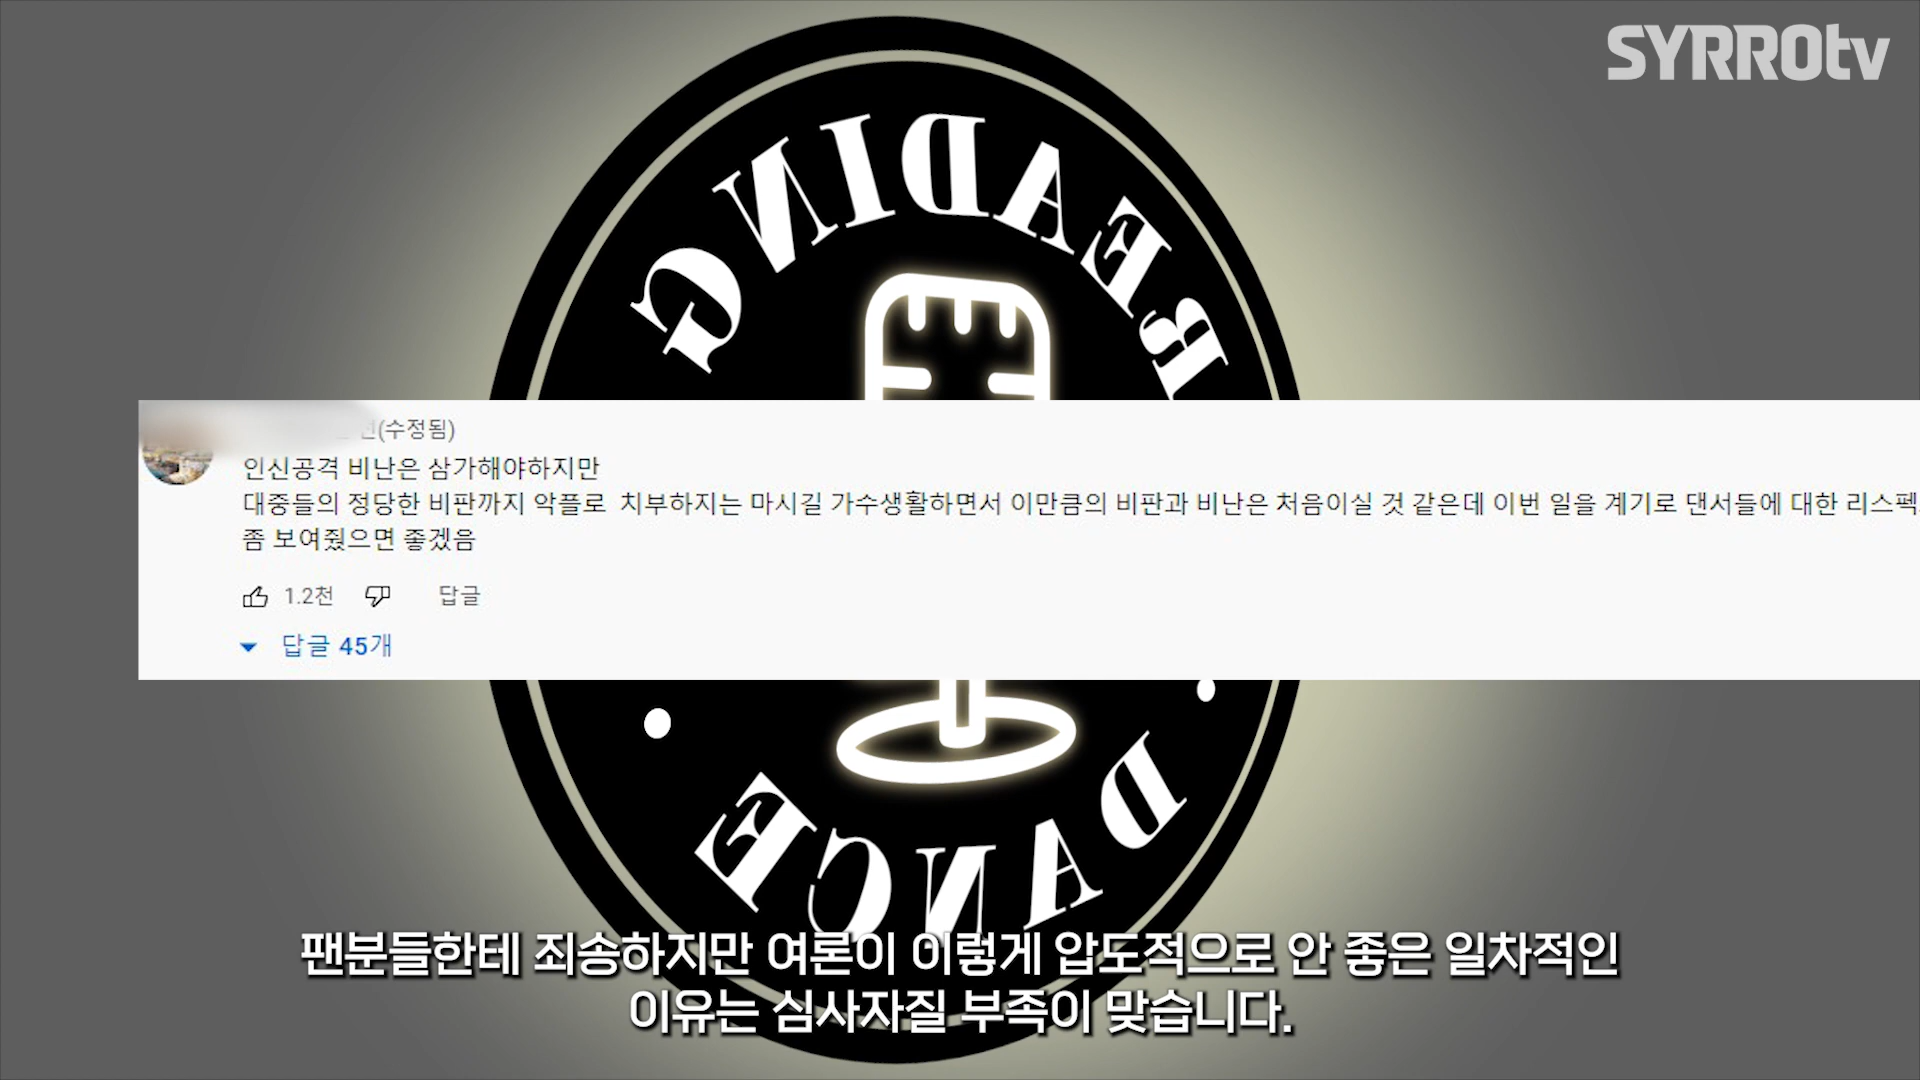 SYRROtv
READING
(수정됨)
인신공격 비난은 삼가해야하지만
대중들의 정당한 비판까지 악플로 치부하지는 마시길 가수생활하면서 이만큼의 비판과 비난은 처음이실 것 같은데 이번 일을 계기로 댄서들에 대한 리스펙
좀 보여줬으면 좋겠음
1.2천 답글
답글 45개
DANCE
팬분들한테 죄송하지만 여론이 이렇게 압도적으로 안 좋은 일차적인
이유는 심사자질 부족이 맞습니다.